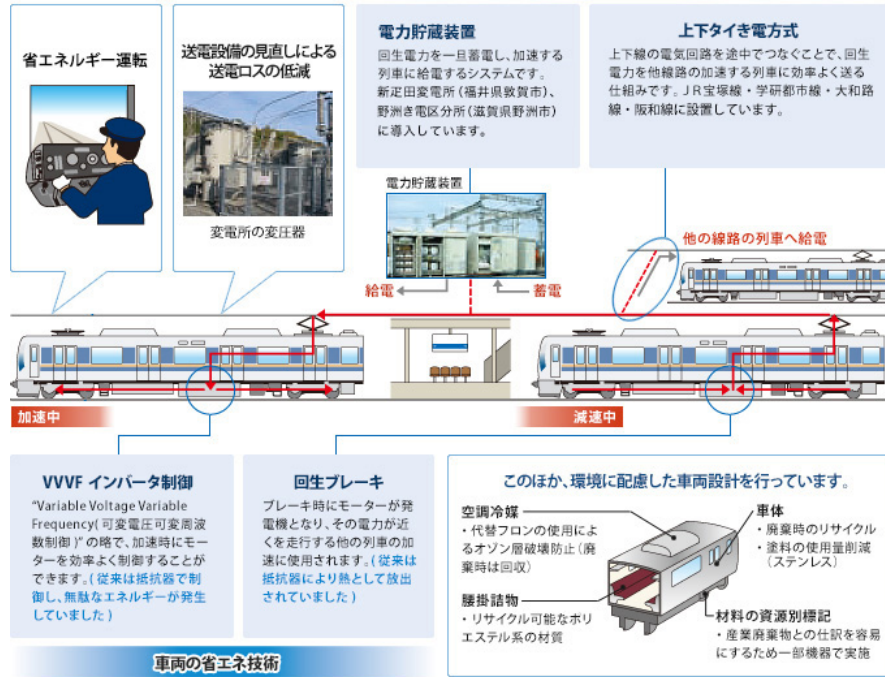 省エネルギー運転
送電設備の見直しによる
送電ロスの低減
変電所の変圧器
電力貯蔵装置
回生電力を一旦蓄電し、加速する
列車に給電するシステムです。
新疋田変電所(福井県敦賀市)、
野洲き電区分所(滋賀県野洲市)
に導入しています。
上下タイき電方式
上下線の電気回路を途中でつなぐことで、回生
電力を他線路の加速する列車に効率よく送る
仕組みです。JR宝塚線・学研都市線・大和路
線・阪和線に設置しています。
電力貯蔵装置
給電
蓄電
他の線路の列車へ給電
加速中
減速中
VVVF インバータ制御
“Variable Voltage Variable
Frequency(可変電圧可変周波
数制御)”の略で、加速時にモー
ターを効率よく制御することが
できます。(従来は抵抗器で制
御し、無駄なエネルギーが発生
していました)
回生ブレーキ
ブレーキ時にモーターが発
電機となり、その電力が近
くを走行する他の列車の加
速に使用されます。(従来は
抵抗器により熱として放出
されていました)
車両の省エネ技術
このほか、環境に配慮した車両設計を行っています。
空調冷媒
・代替フロンの使用によ
るオゾン層破壊防止(廃
棄時は回収)
腰掛詰物
・リサイクル可能なポリ
エステル系の材質
車体
・廃棄時のリサイクル
・塗料の使用量削減
(ステンレス)
材料の資源別標記
・産業廃棄物との仕訳を容易
にするため一部機器で実施